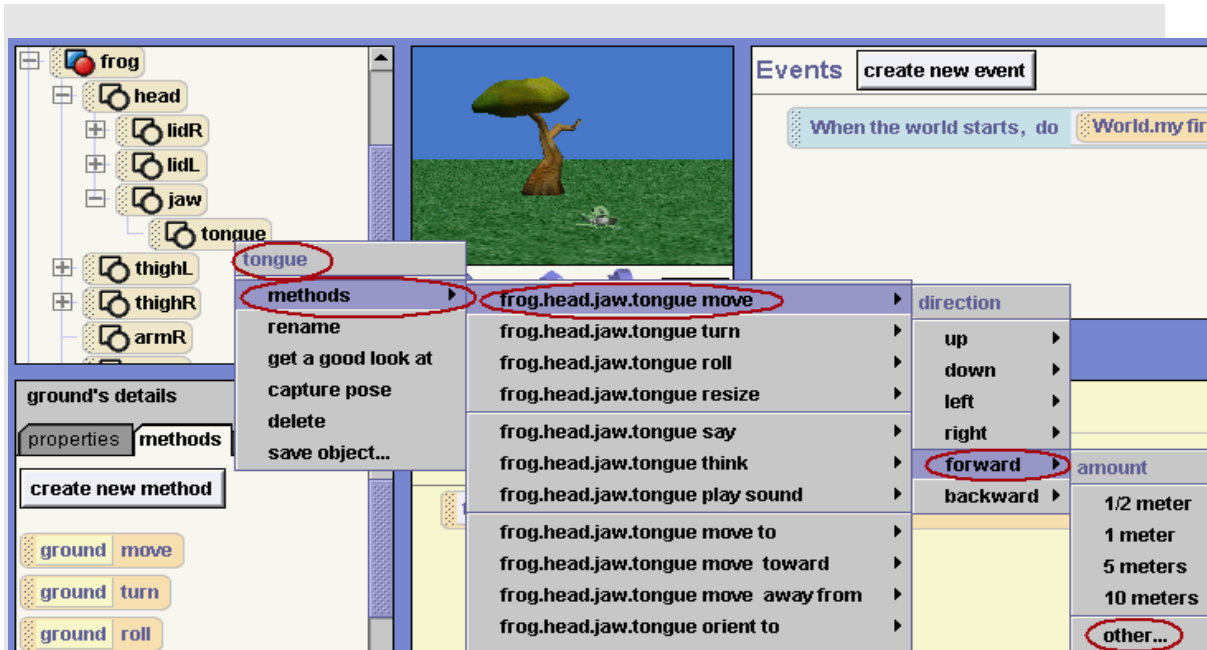 frog
head
lidR
lidL
jaw
tongue
thighL
thighR
armR
Events
create new event
When the world starts, do
World.my fir
tongue
methods
rename
get a good look at
capture pose
delete
save object...
frog.head.jaw.tongue move
frog.head.jaw.tongue turn
frog.head.jaw.tongue roll
frog.head.jaw.tongue resize
frog.head.jaw.tongue say
frog.head.jaw.tongue think
frog.head.jaw.tongue play sound
frog.head.jaw.tongue move to
frog.head.jaw.tongue move toward
frog.head.jaw.tongue move away from
frog.head.jaw.tongue orient to
direction
up
down
left
right
forward
backward
amount
1/2 meter
1 meter
5 meters
10 meters
other...
ground's details
properties
methods
create new method
ground move
ground turn
ground roll